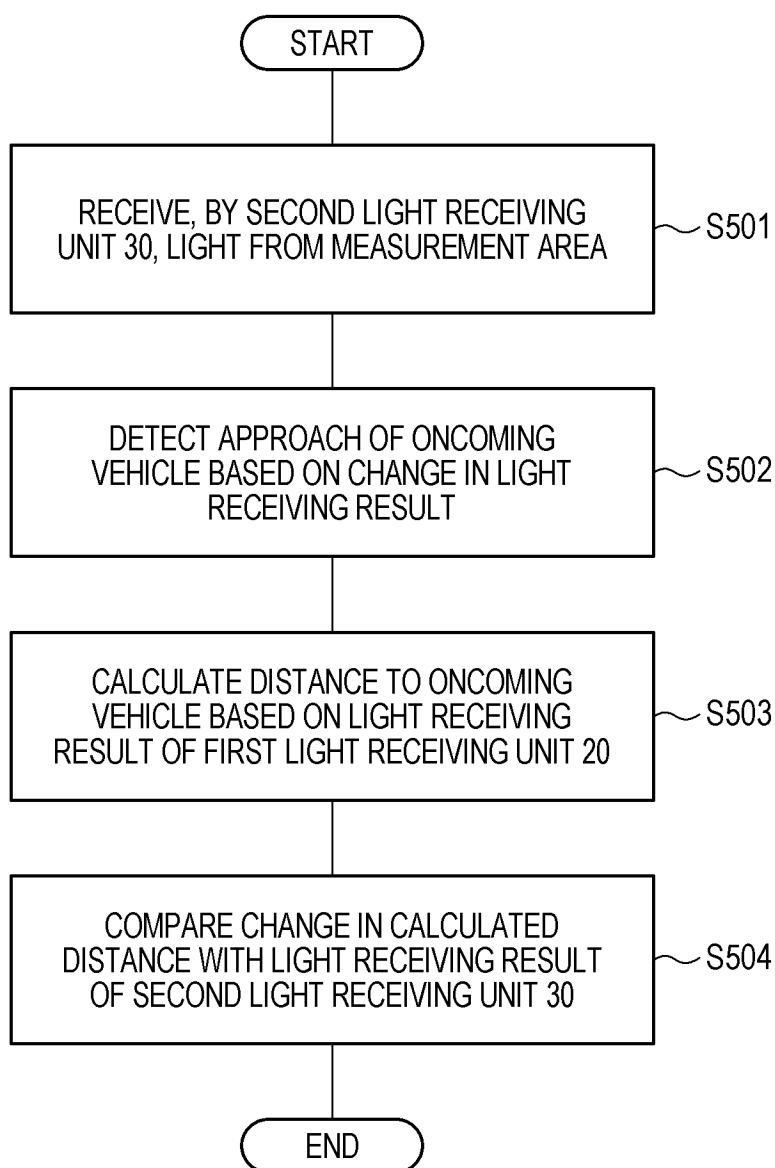 START
RECEIVE, BY SECOND LIGHT RECEIVING
UNIT 30, LIGHT FROM MEASUREMENT AREA
S501
DETECT APPROACH OF ONCOMING
VEHICLE BASED ON CHANGE IN LIGHT
RECEIVING RESULT
S502
CALCULATE DISTANCE TO ONCOMING
VEHICLE BASED ON LIGHT RECEIVING
RESULT OF FIRST LIGHT RECEIVING UNIT 20
S503
COMPARE CHANGE IN CALCULATED
DISTANCE WITH LIGHT RECEIVING RESULT
OF SECOND LIGHT RECEIVING UNIT 30
S504
END